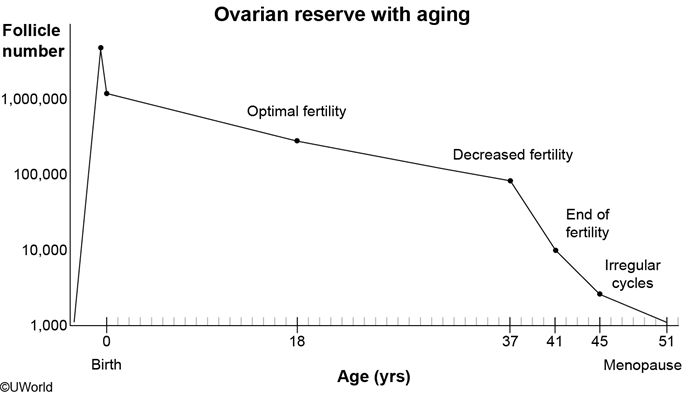 Ovarian reserve with aging
Follicle
number
1,000,000
100,000
10,000
1,000
Optimal fertility
Decreased fertility
End of
fertility
Irregular
cycles
0
18
37
41
45
51
Birth
Menopause
Age (yrs)
©UWorld